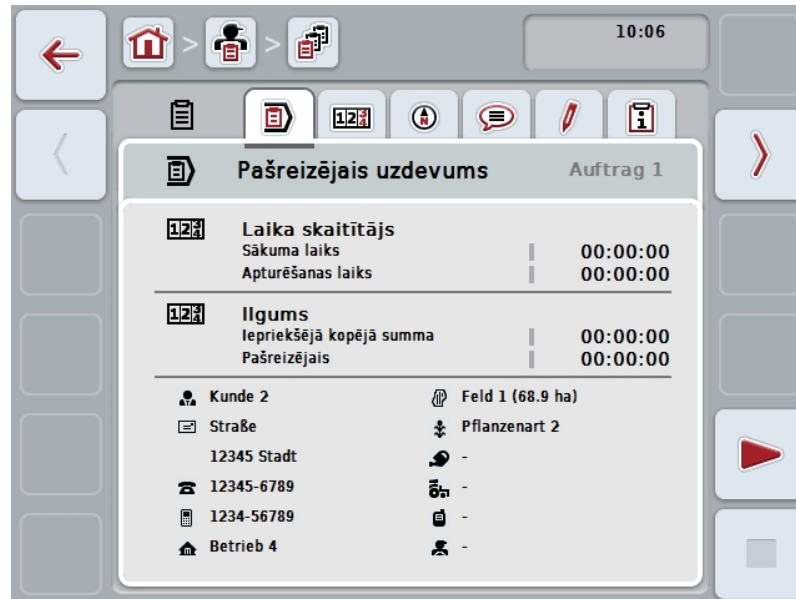 10:06
Pašreizējais uzdevums Auftrag 1
Laika skaitītājs
Sākuma laiks 00:00:00
Apturēšanas laiks 00:00:00
Ilgums
Iepriekšējā kopējā summa 00:00:00
Pašreizējais 00:00:00
Kunde 2 Feld 1 (68.9 ha)
Straße Pflanzenart 2
12345 Stadt -
12345-6789 -
1234-56789 -
Betrieb 4 -